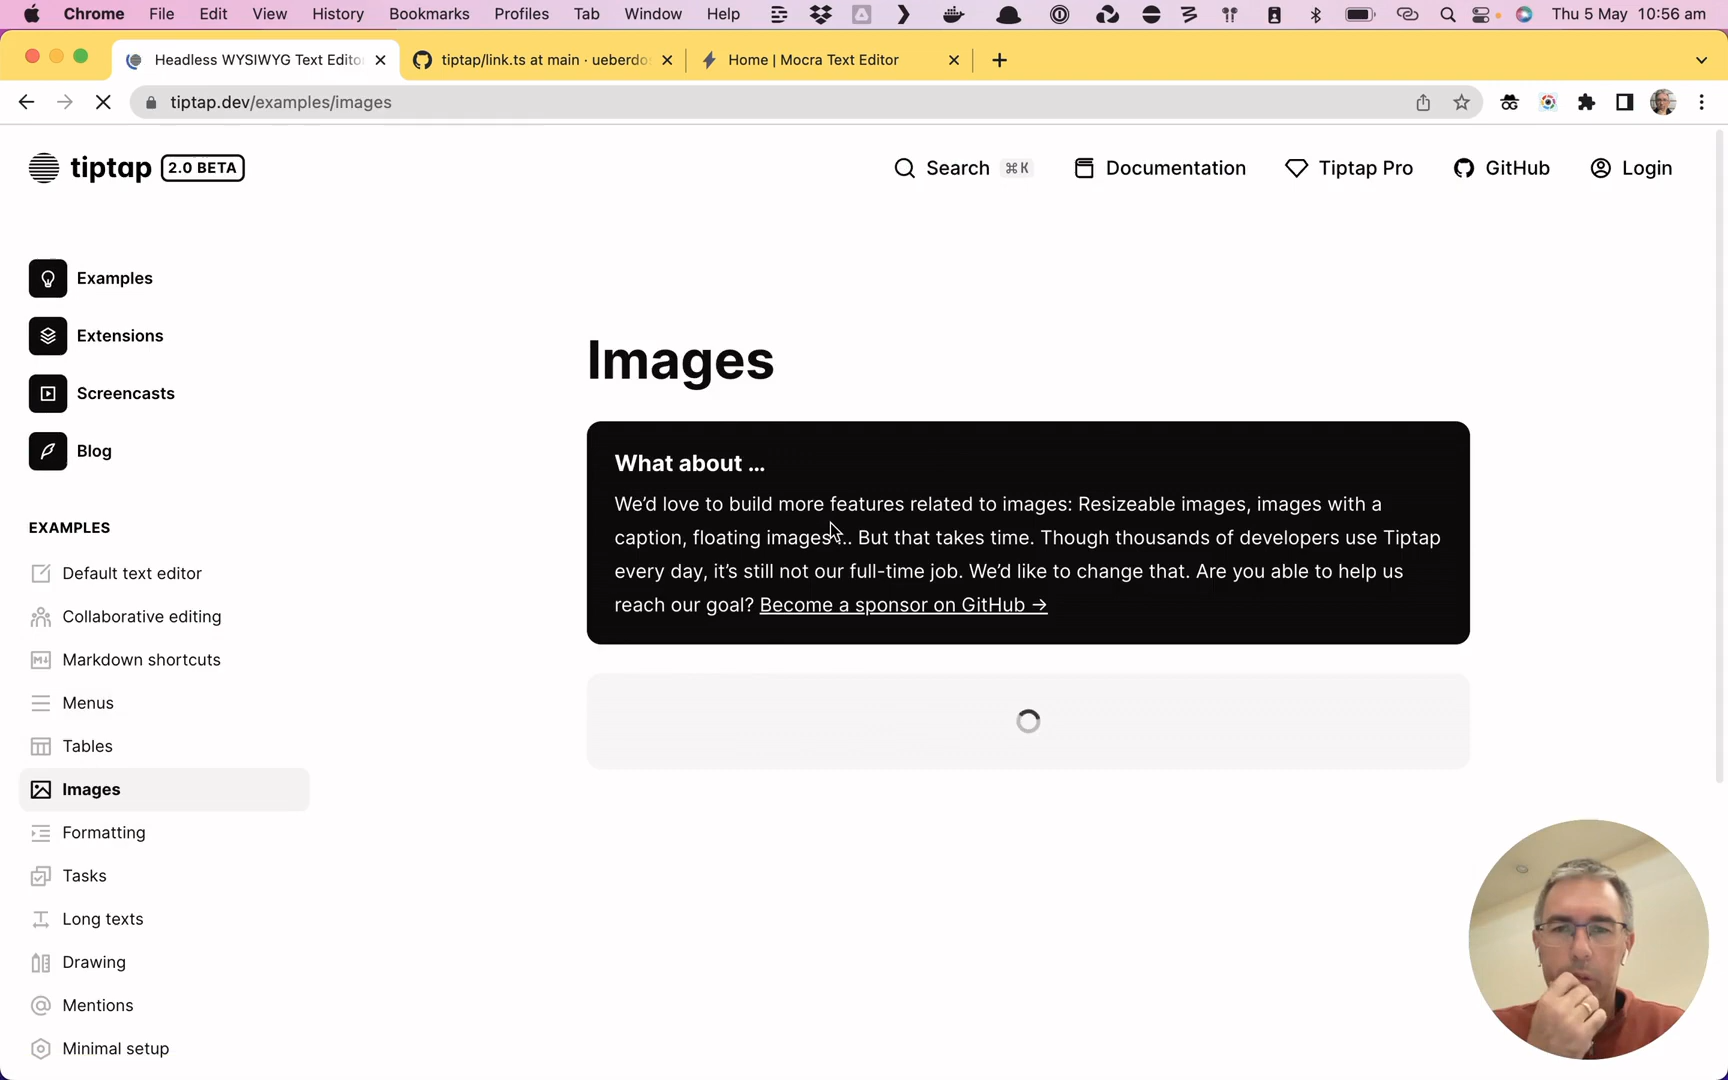 Chrome File Edit View History Bookmarks Profiles Tab Window Help Thu 5 May 10:56 am
Headless WYSIWYG Text Edito
tiptap/link.ts at main · ueberdo
Home | Mocra Text Editor
tiptap.dev/examples/images
tiptap 2.0 BETA
Search ⌘K
Documentation
Tiptap Pro
GitHub
Login
Examples
Extensions
Screencasts
Blog
EXAMPLES
Default text editor
Collaborative editing
Markdown shortcuts
Menus
Tables
Images
Formatting
Tasks
Long texts
Drawing
Mentions
Minimal setup
Images
What about …
We’d love to build more features related to images: Resizeable images, images with a
caption, floating images … But that takes time. Though thousands of developers use Tiptap
every day, it’s still not our full-time job. We’d like to change that. Are you able to help us
reach our goal? Become a sponsor on GitHub →